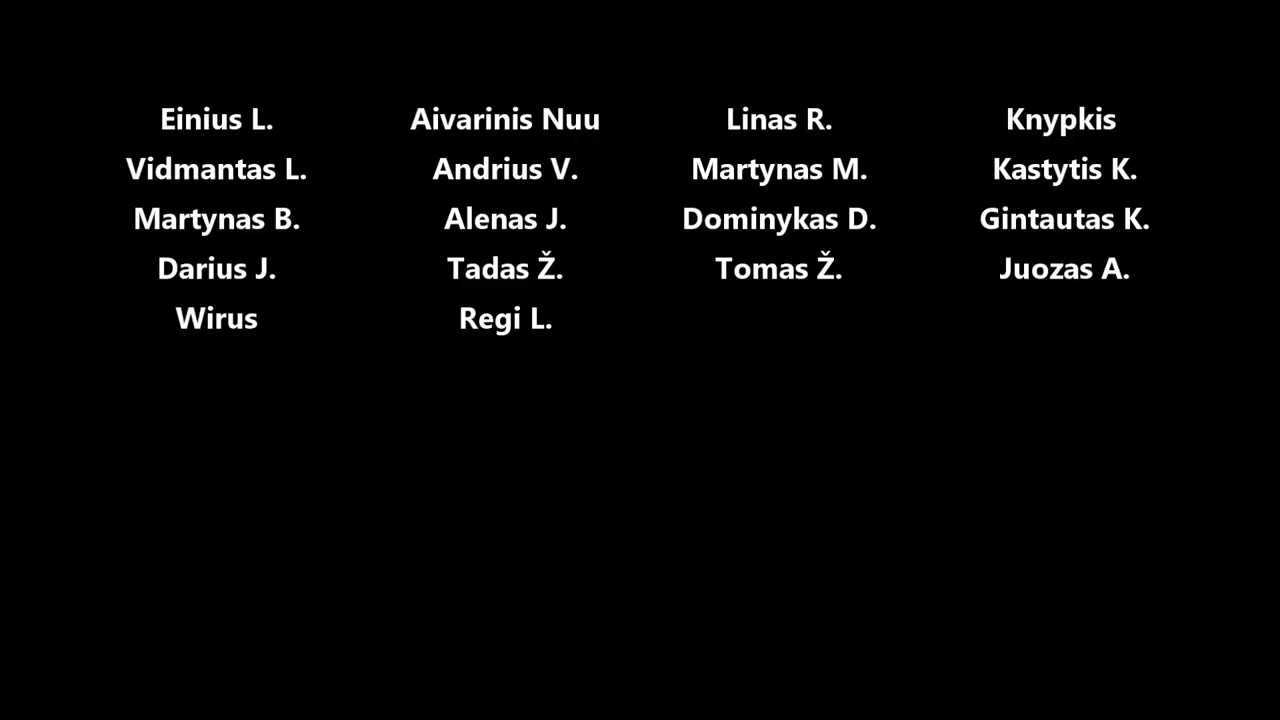 Einius L. Aivarinis Nuu Linas R. Knypkis
Vidmantas L. Andrius V. Martynas M. Kastytis K.
Martynas B. Alenas J. Dominykas D. Gintautas K.
Darius J. Tadas Ž. Tomas Ž. Juozas A.
Wirus Regi L.